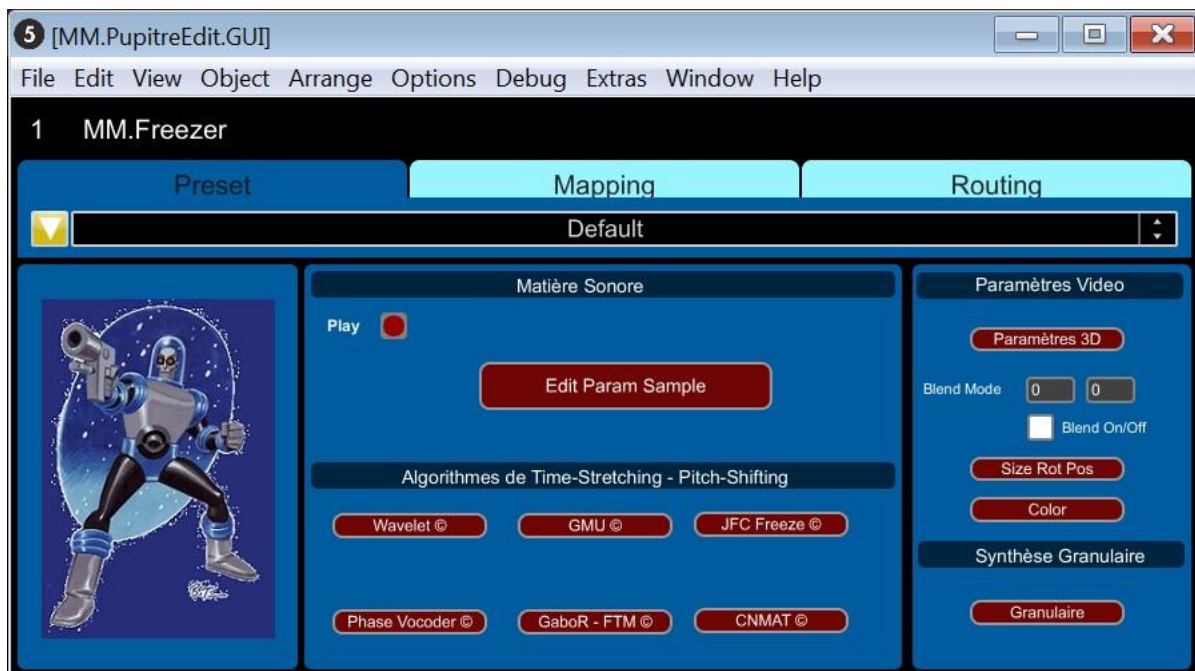 5 [MM.PupitreEdit.GUI]
File Edit View Object Arrange Options Debug Extras Window Help
1 MM.Freezer
Preset Mapping Routing
Default
Matière Sonore
Play
Edit Param Sample
Algorithmes de Time-Stretching - Pitch-Shifting
Wavelet © GMU © JFC Freeze ©
Phase Vocoder © GaboR - FTM © CNMAT ©
Paramètres Video
Paramètres 3D
Blend Mode 0 0
Blend On/Off
Size Rot Pos
Color
Synthèse Granulaire
Granulaire